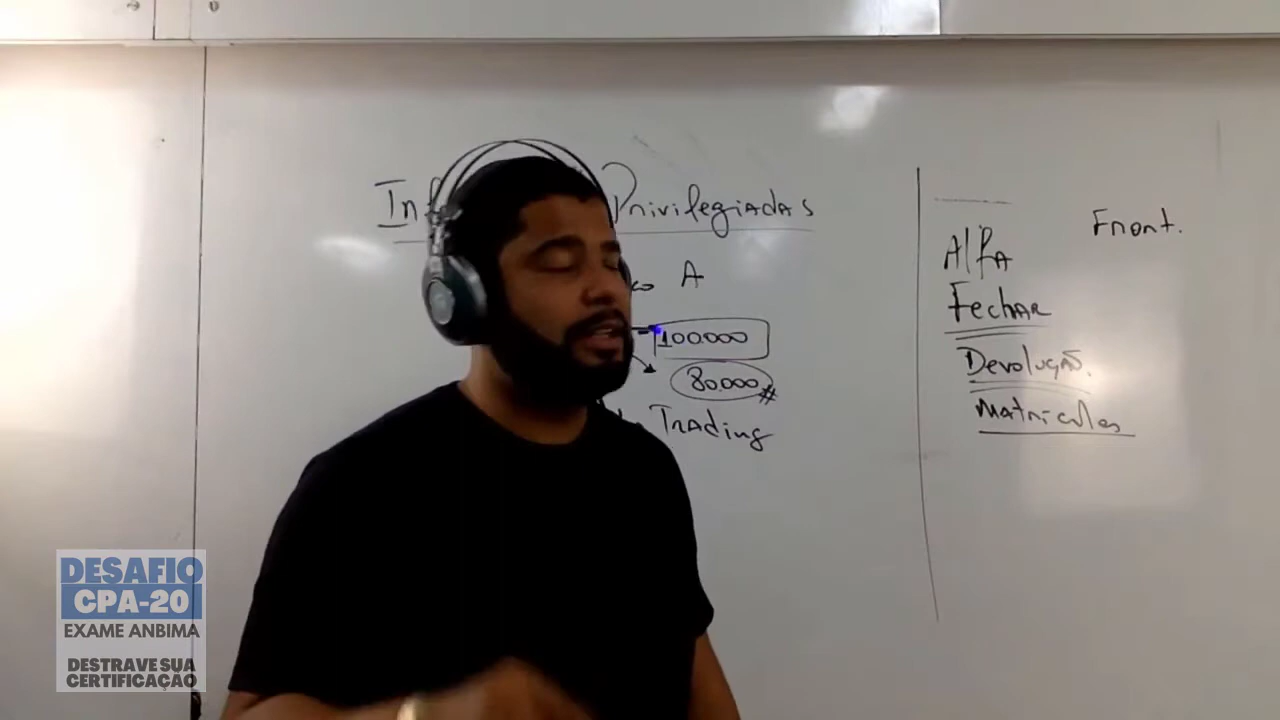 Privilegiadas
A
100.000
80.000
Trading
Front.
Alfa
Fechar
Devolução.
Matrículas
DESAFIO
CPA-20
EXAME ANBIMA
DESTRAVE SUA
CERTIFICAÇÃO